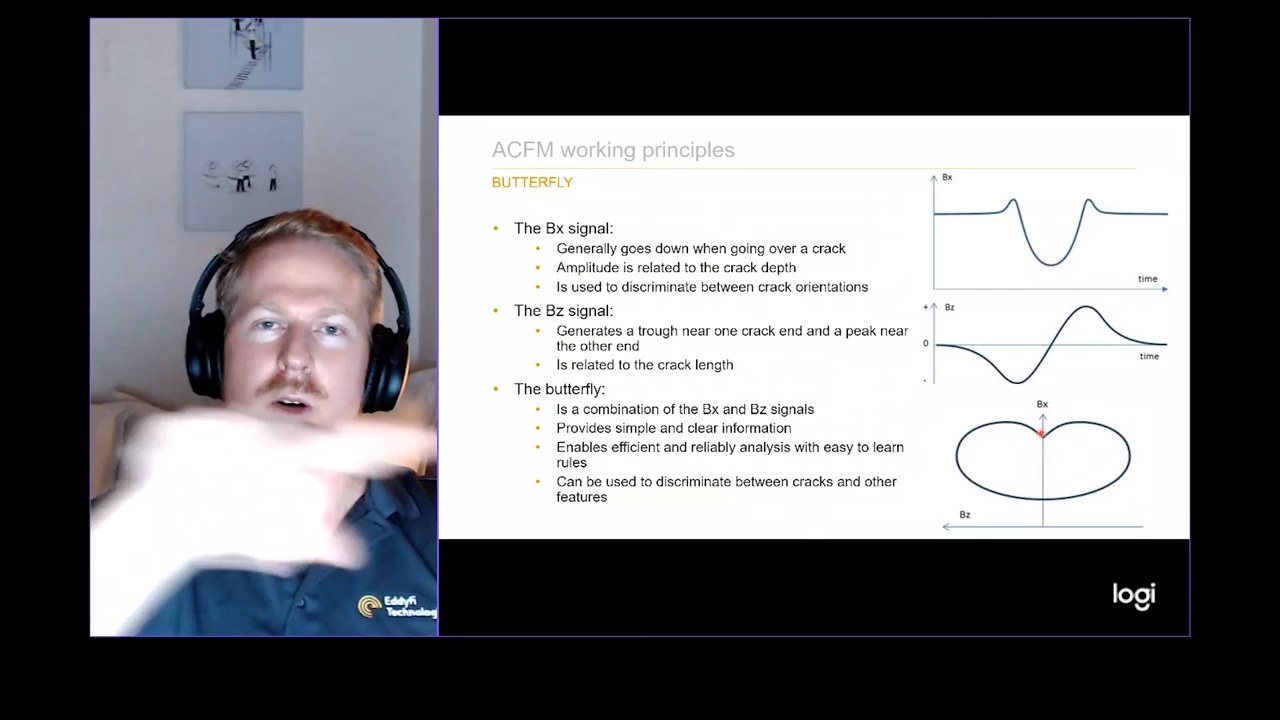 ACFM working principles
BUTTERFLY
• The Bx signal:
• Generally goes down when going over a crack
• Amplitude is related to the crack depth
• Is used to discriminate between crack orientations
• The Bz signal:
• Generates a trough near one crack end and a peak near
the other end
• Is related to the crack length
• The butterfly:
• Is a combination of the Bx and Bz signals
• Provides simple and clear information
• Enables efficient and reliably analysis with easy to learn
rules
• Can be used to discriminate between cracks and other
features
Bx
time
+
Bz
0
time
-
Bx
Bz
Eddyfi
Technolog
logi